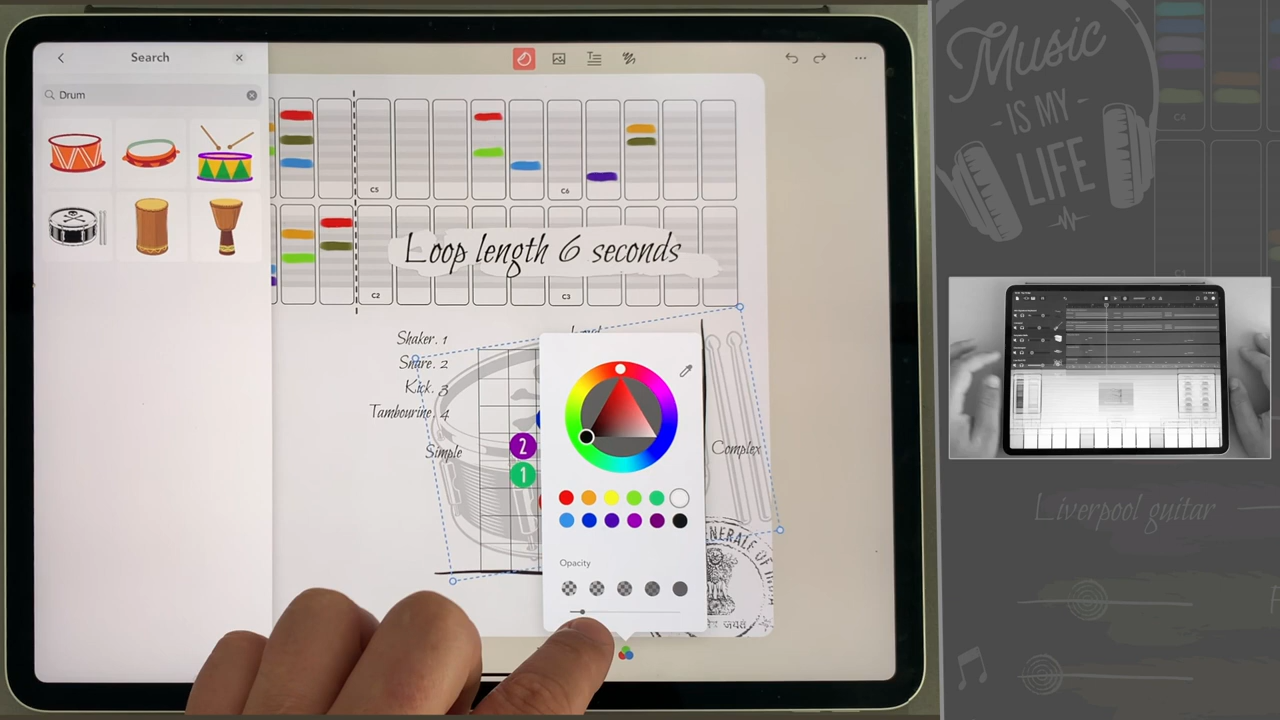 Search
Drum
C5
C6
C2
C3
Loop length 6 seconds
Shaker. 1
Snare. 2
Kick. 3
Tambourine. 4
Simple
Complex
2
1
Opacity
Music
IS MY
LIFE
C4
Liverpool guitar